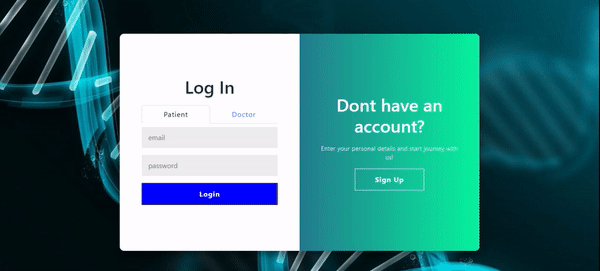 Log In
Patient Doctor
email
password
Login
Dont have an
account?
Enter your personal details and start journey with
us!
Sign Up